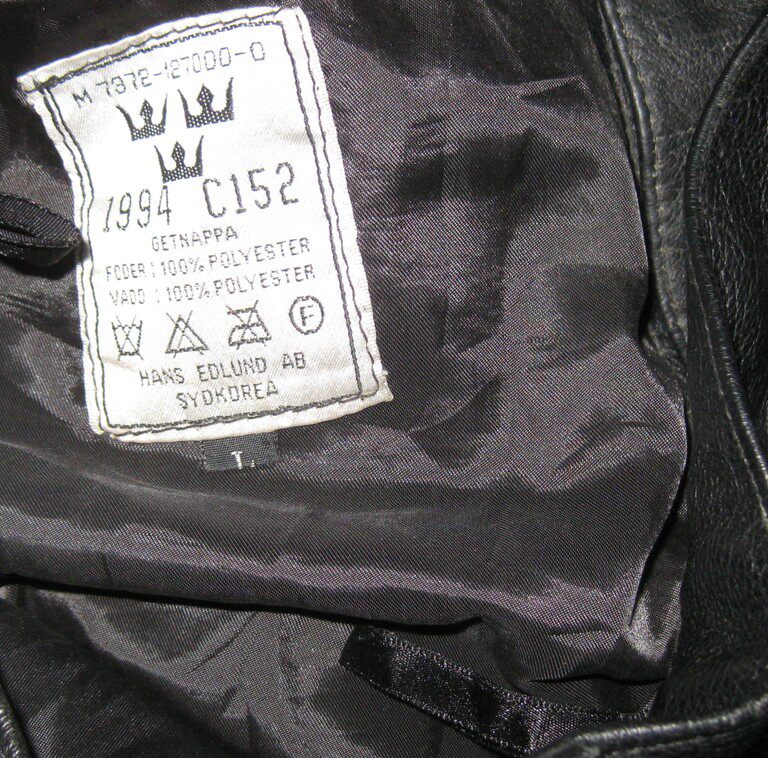 M 7372-127000-0
1994 C152
GETNAPPA
FODER : 100% POLYESTER
VADD : 100% POLYESTER
F
HANS EDLUND AB
SYDKOREA
T.